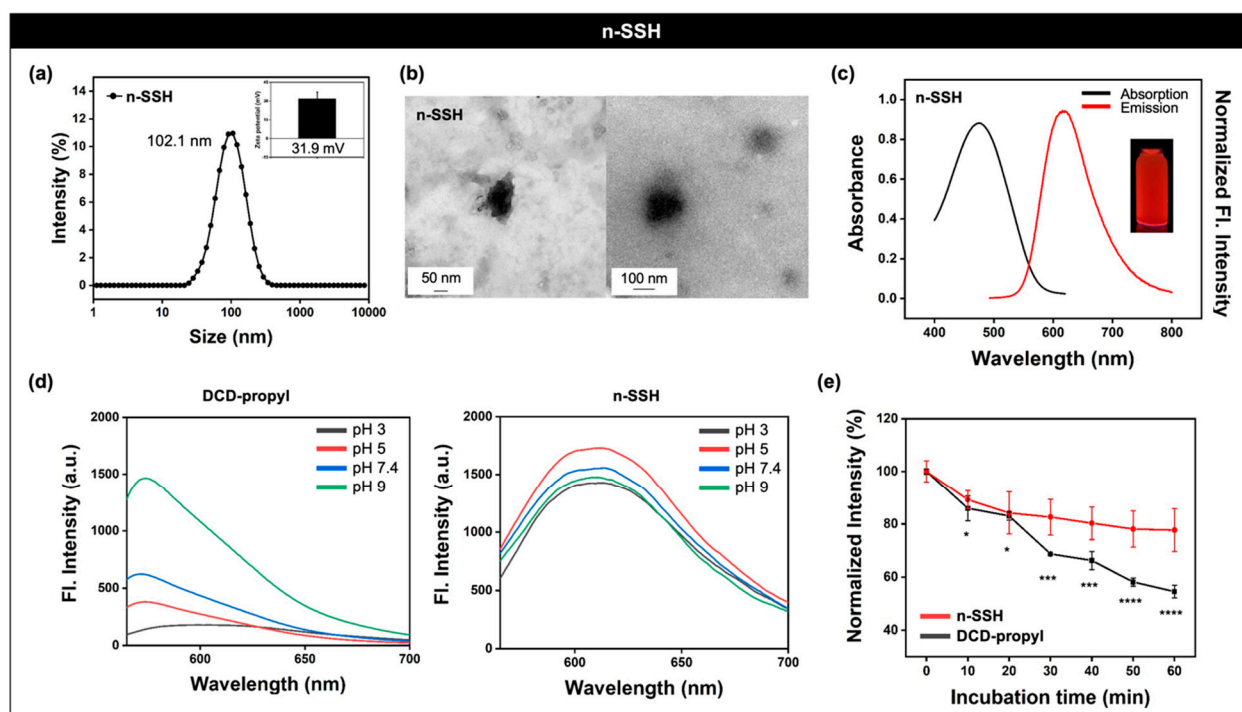 n-SSH
(a)
n-SSH
102.1 nm
Intensity (%)
14
12
10
8
6
4
2
0
1
10
100
1000
10000
Size (nm)
Zeta potential (mV)
31.9 mV
(b)
n-SSH
50 nm
100 nm
(c)
n-SSH
Absorption
Emission
Absorbance
1.0
0.8
0.6
0.4
0.2
0.0
400
500
600
700
800
Wavelength (nm)
Normalized Fl. Intensity
(d)
DCD-propyl
pH 3
pH 5
pH 7.4
pH 9
Fl. Intensity (a.u.)
2000
1500
1000
500
0
600
650
700
Wavelength (nm)
n-SSH
pH 3
pH 5
pH 7.4
pH 9
Fl. Intensity (a.u.)
2000
1500
1000
500
0
600
650
700
Wavelength (nm)
(e)
Normalized Intensity (%)
120
100
80
60
40
*
*
***
***
****
****
n-SSH
DCD-propyl
0
10
20
30
40
50
60
Incubation time (min)